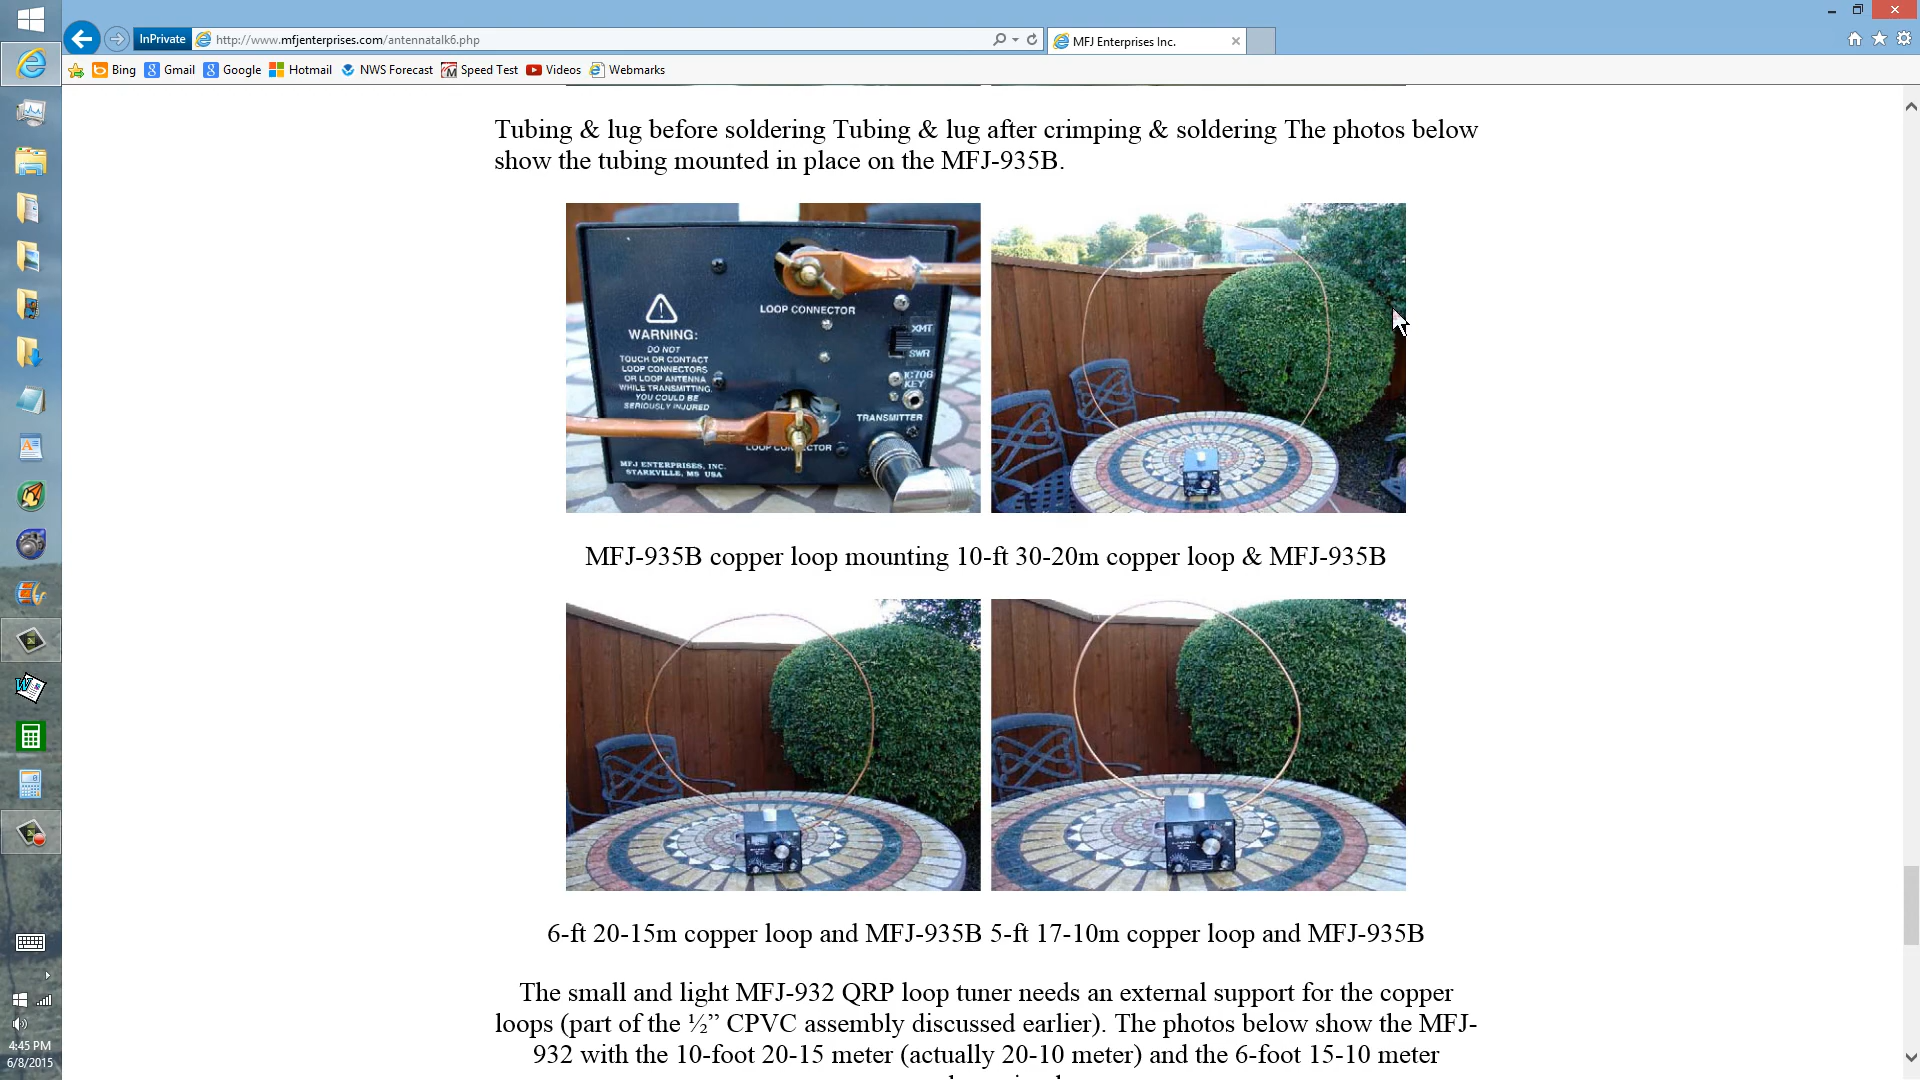 InPrivate
http://www.mfjenterprises.com/antennatalk6.php
MFJ Enterprises Inc.
Bing
Gmail
Google
Hotmail
NWS Forecast
Speed Test
Videos
Webmarks
Tubing & lug before soldering Tubing & lug after crimping & soldering The photos below
show the tubing mounted in place on the MFJ-935B.
LOOP CONNECTOR
WARNING:
DO NOT
TOUCH OR CONTACT
LOOP CONNECTORS
OR LOOP ANTENNA
WHILE TRANSMITTING.
YOU COULD BE
SERIOUSLY INJURED
XMT
SWR
IC706
KEY
TRANSMITTER
MFJ ENTERPRISES, INC.
STARKVILLE, MS USA
MFJ-935B copper loop mounting 10-ft 30-20m copper loop & MFJ-935B
6-ft 20-15m copper loop and MFJ-935B 5-ft 17-10m copper loop and MFJ-935B
The small and light MFJ-932 QRP loop tuner needs an external support for the copper
loops (part of the ½” CPVC assembly discussed earlier). The photos below show the MFJ-
932 with the 10-foot 20-15 meter (actually 20-10 meter) and the 6-foot 15-10 meter
4:45 PM
6/8/2015